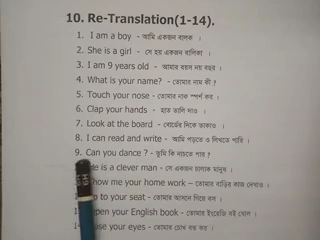 10. Re-Translation(1-14).
1. I am a boy - আমি একজন বালক ।
2. She is a girl - সে হয় একজন বালিকা ।
3. I am 9 years old - আমার বয়স নয় বছর ।
4. What is your name? - তোমার নাম কী ?
5. Touch your nose - তোমার নাক স্পর্শ কর ।
6. Clap your hands - হাত তালি দাও ।
7. Look at the board - বোর্ডের দিকে তাকাও ।
8. I can read and write - আমি পড়তে ও লিখতে পারি ।
9. Can you dance ? - তুমি কি নাচতে পার ?
He is a clever man - সে একজন চালাক মানুষ ।
Show me your home work – তোমার বাড়ির কাজ দেখাও ।
to your seat - তোমার আসনে গিয়ে বস ।
Open your English book - তোমার ইংরেজি বই খোল ।
your eyes - তোমার চোখ বন্ধ কর ।